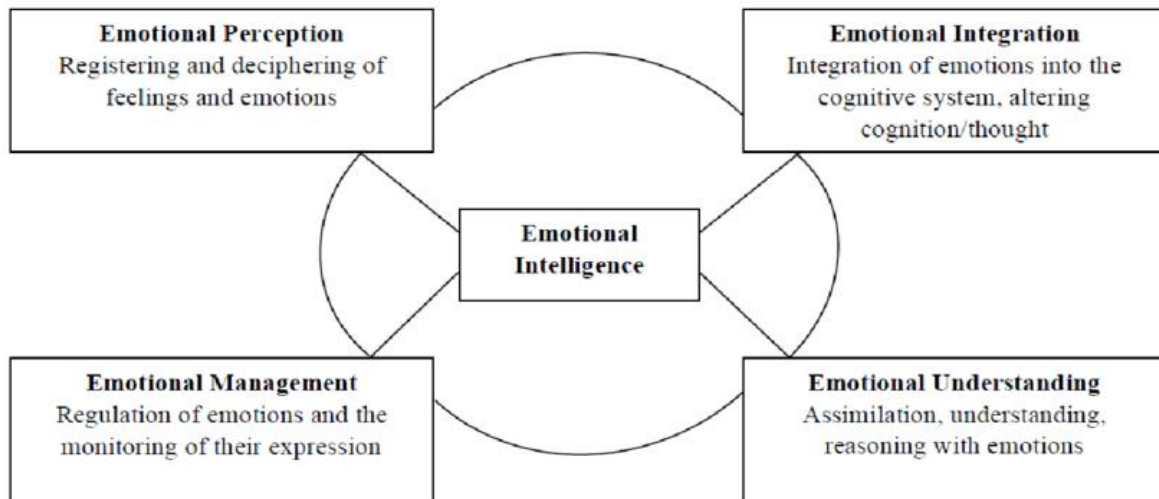 Emotional Perception
Registering and deciphering of
feelings and emotions
Emotional Integration
Integration of emotions into the
cognitive system, altering
cognition/thought
Emotional
Intelligence
Emotional Management
Regulation of emotions and the
monitoring of their expression
Emotional Understanding
Assimilation, understanding,
reasoning with emotions